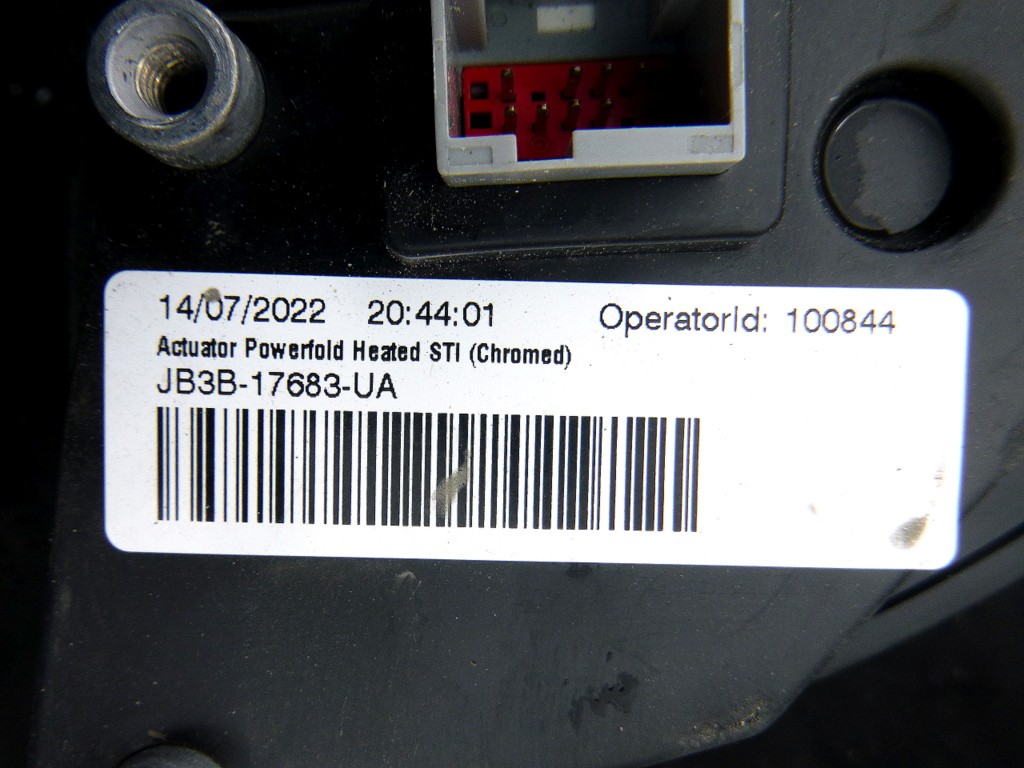 14/07/2022 20:44:01 OperatorId: 100844
Actuator Powerfold Heated STI (Chromed)
JB3B-17683-UA